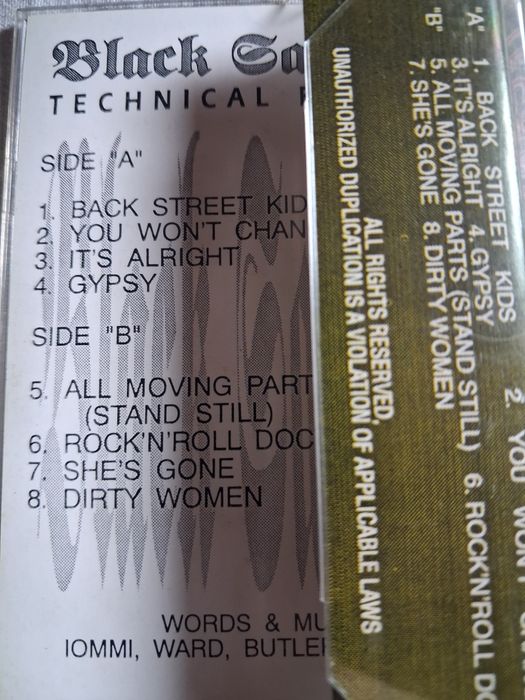 Black Sa
TECHNICAL
SIDE "A"
1. BACK STREET KID
2. YOU WON'T CHAN
3. IT'S ALRIGHT
4. GYPSY
SIDE "B"
5. ALL MOVING PART
(STAND STILL)
6. ROCK'N'ROLL DOC
7. SHE'S GONE
8. DIRTY WOMEN
WORDS & MU
IOMMI, WARD, BUTLE
"A" 1. BACK STREET KIDS 2. YOU WON'T
3. IT'S ALRIGHT 4. GYPSY
"B" 5. ALL MOVING PARTS (STAND STILL) 6. ROCK'N'ROLL D
7. SHE'S GONE 8. DIRTY WOMEN
ALL RIGHTS RESERVED,
UNAUTHORIZED DUPLICATION IS A VIOLATION OF APPLICABLE LAWS